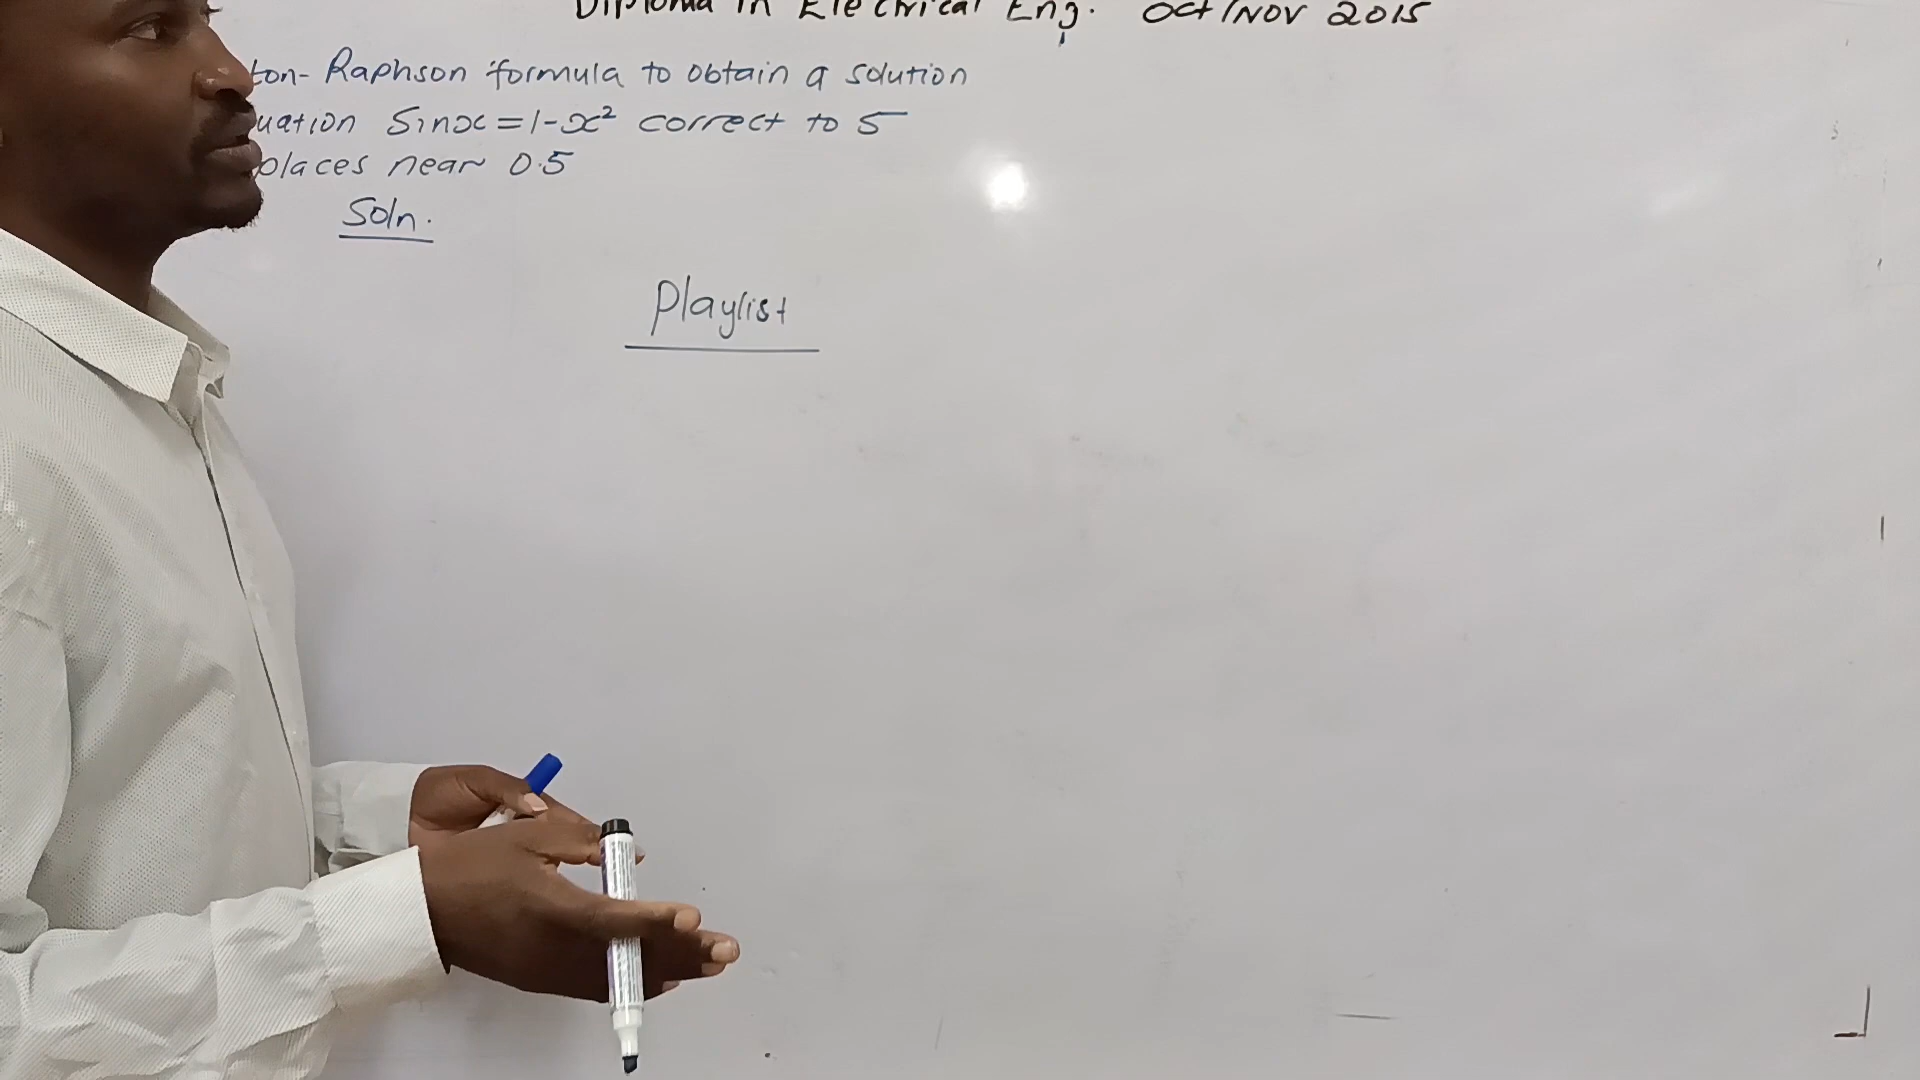 Diploma in Electrical Eng. Oct/Nov 2015
ton-Raphson formula to obtain a solution
uation Sinx = 1-x² correct to 5
places near 0.5
Soln.
Playlist